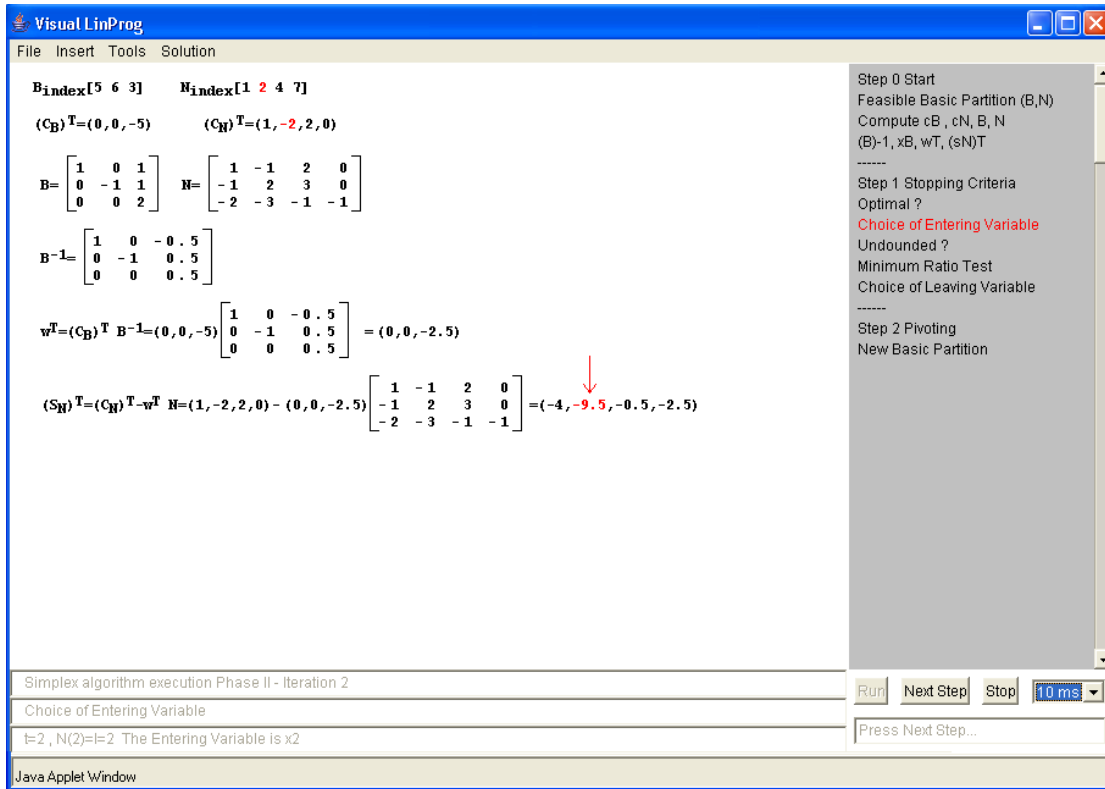 Visual LinProg
File Insert Tools Solution
Bindex[5 6 3] Nindex[1 2 4 7]
(CB)T=(0,0,-5) (CN)T=(1,-2,2,0)
B= [1 0 1 N= [1 -1 2 0
0 -1 1 -1 2 3 0
0 0 2] -2 -3 -1 -1]
B-1= [1 0 -0.5
0 -1 0.5
0 0 0.5]
wT=(CB)T B-1=(0,0,-5) [1 0 -0.5
0 -1 0.5 = (0,0,-2.5)
0 0 0.5]
(SN)T=(CN)T-wT N=(1,-2,2,0)- (0,0,-2.5) [1 -1 2 0
-1 2 3 0 =(-4,-9.5,-0.5,-2.5)
-2 -3 -1 -1]
Step 0 Start
Feasible Basic Partition (B,N)
Compute cB , cN, B, N
(B)-1, xB, wT, (sN)T
------
Step 1 Stopping Criteria
Optimal ?
Choice of Entering Variable
Undounded ?
Minimum Ratio Test
Choice of Leaving Variable
------
Step 2 Pivoting
New Basic Partition
Simplex algorithm execution Phase II - Iteration 2
Choice of Entering Variable
t=2 , N(2)=l=2 The Entering Variable is x2
Run Next Step Stop 10 ms
Press Next Step...
Java Applet Window